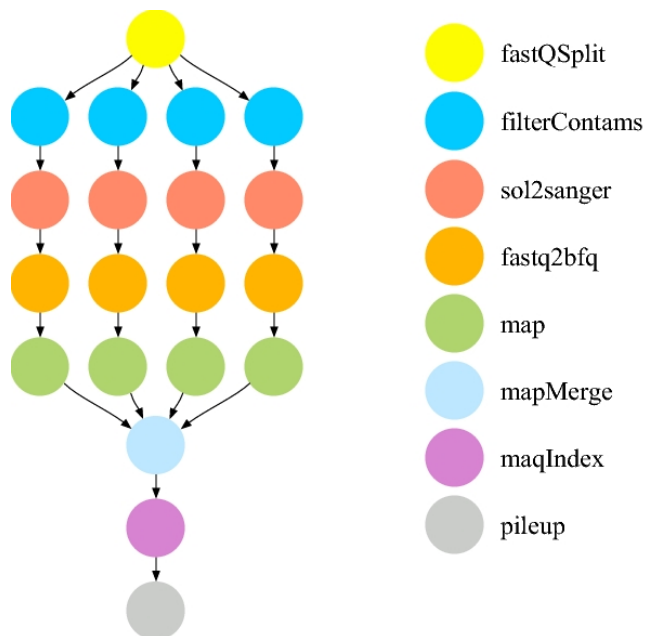 fastQSplit
filterContams
sol2sanger
fastq2bfq
map
mapMerge
maqIndex
pileup